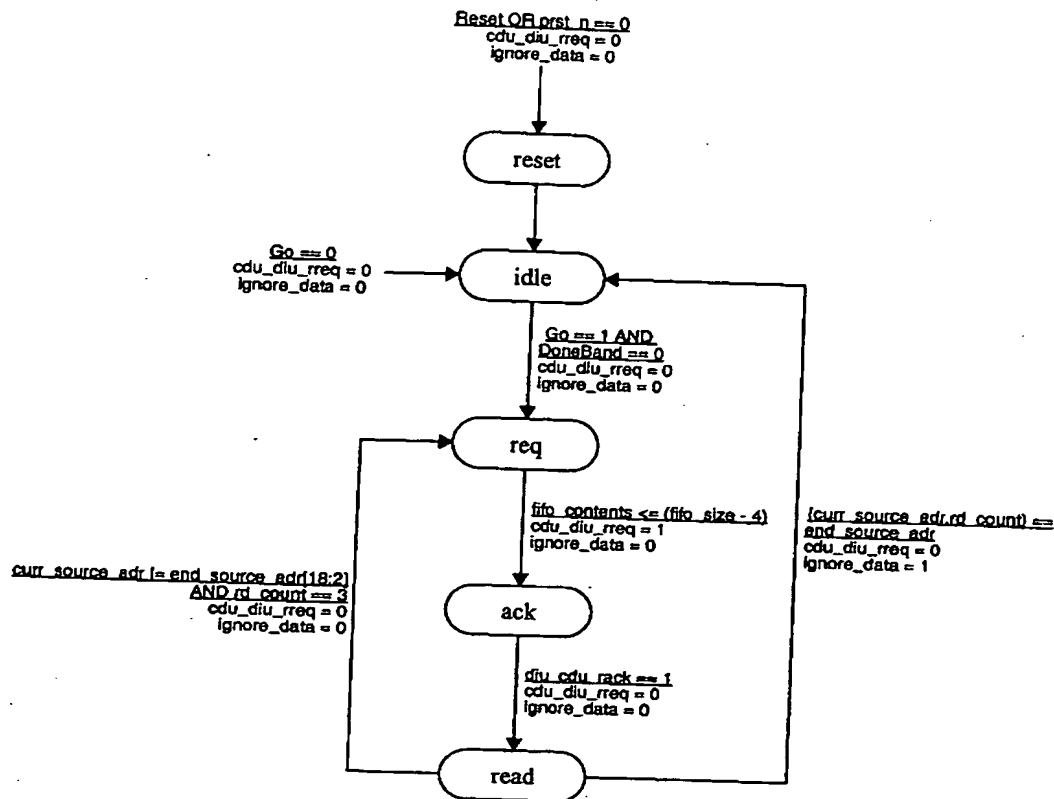 Reset OR prst_n == 0
cdu_diu_rreq = 0
ignore_data = 0
reset
Go == 0
cdu_diu_rreq = 0
ignore_data = 0
idle
Go == 1 AND
DoneBand == 0
cdu_diu_rreq = 0
ignore_data = 0
req
fifo_contents <= (fifo_size - 4)
cdu_diu_rreq = 1
ignore_data = 0
{curr_source_adr,rd_count} ==
end_source_adr
cdu_diu_rreq = 0
ignore_data = 1
curr_source_adr != end_source_adr[18:2]
AND rd_count == 3
cdu_diu_rreq = 0
ignore_data = 0
ack
diu_cdu_rack == 1
cdu_diu_rreq = 0
ignore_data = 0
read